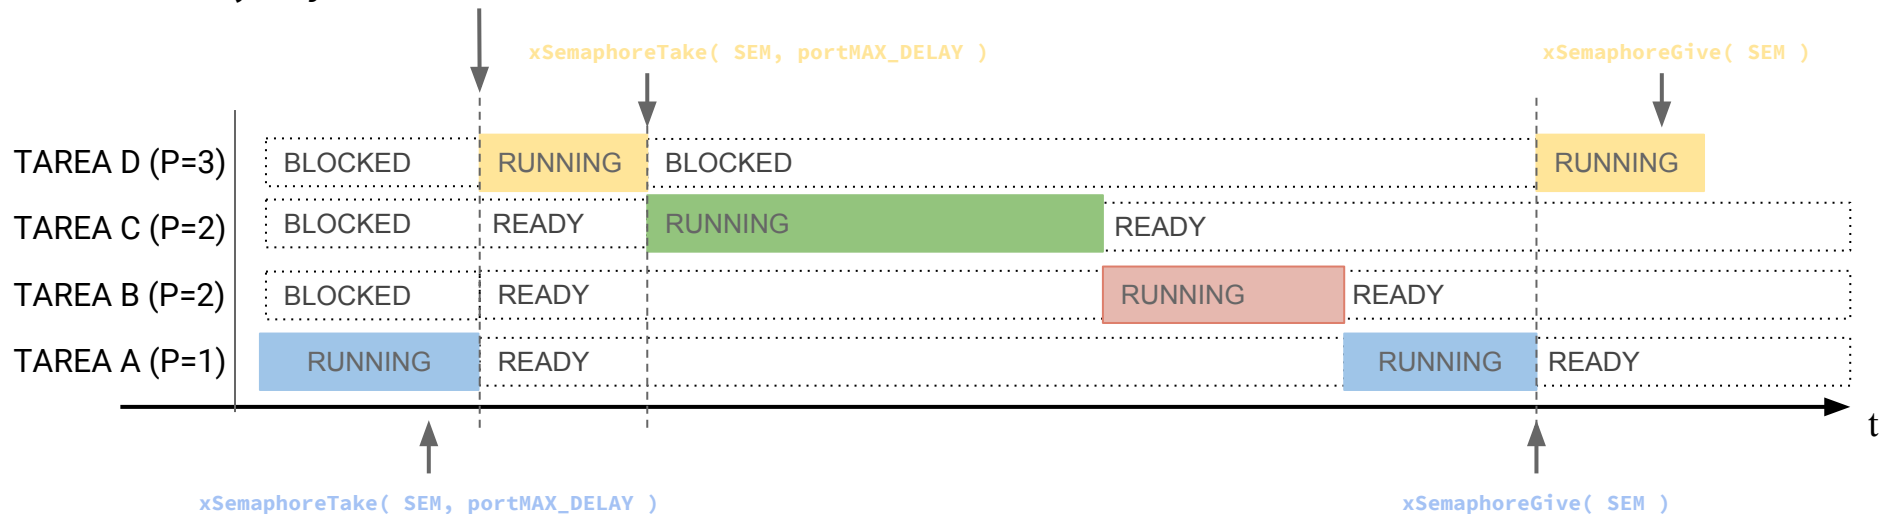 xSemaphoreTake( SEM, portMAX_DELAY )
xSemaphoreGive( SEM )
TAREA D (P=3)
BLOCKED
RUNNING
BLOCKED
RUNNING
TAREA C (P=2)
BLOCKED
READY
RUNNING
READY
TAREA B (P=2)
BLOCKED
READY
RUNNING
READY
TAREA A (P=1)
RUNNING
READY
RUNNING
READY
t
xSemaphoreTake( SEM, portMAX_DELAY )
xSemaphoreGive( SEM )